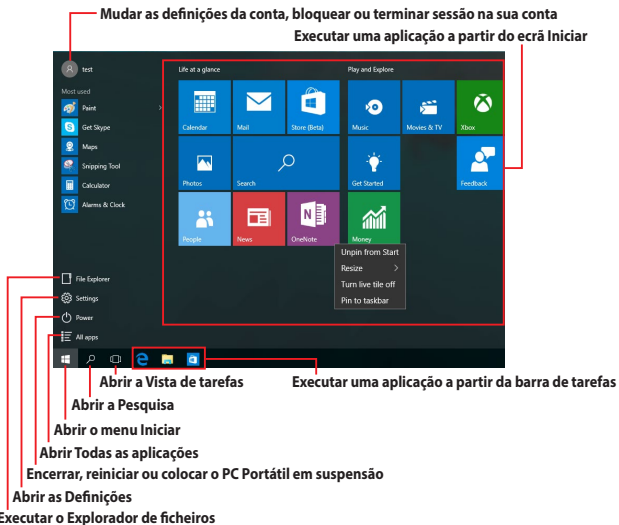 Mudar as definições da conta, bloquear ou terminar sessão na sua conta
Executar uma aplicação a partir do ecrã Iniciar
test
Most used
Paint
Get Skype
Maps
Snipping Tool
Calculator
Alarms & Clock
File Explorer
Settings
Power
All apps
Life at a glance
Calendar
Mail
Store (Beta)
Photos
Search
People
News
OneNote
Play and Explore
Music
Movies & TV
Xbox
Get Started
Feedback
Money
Unpin from Start
Resize
Turn live tile off
Pin to taskbar
Abrir a Vista de tarefas
Executar uma aplicação a partir da barra de tarefas
Abrir a Pesquisa
Abrir o menu Iniciar
Abrir Todas as aplicações
Encerrar, reiniciar ou colocar o PC Portátil em suspensão
Abrir as Definições
Executar o Explorador de ficheiros